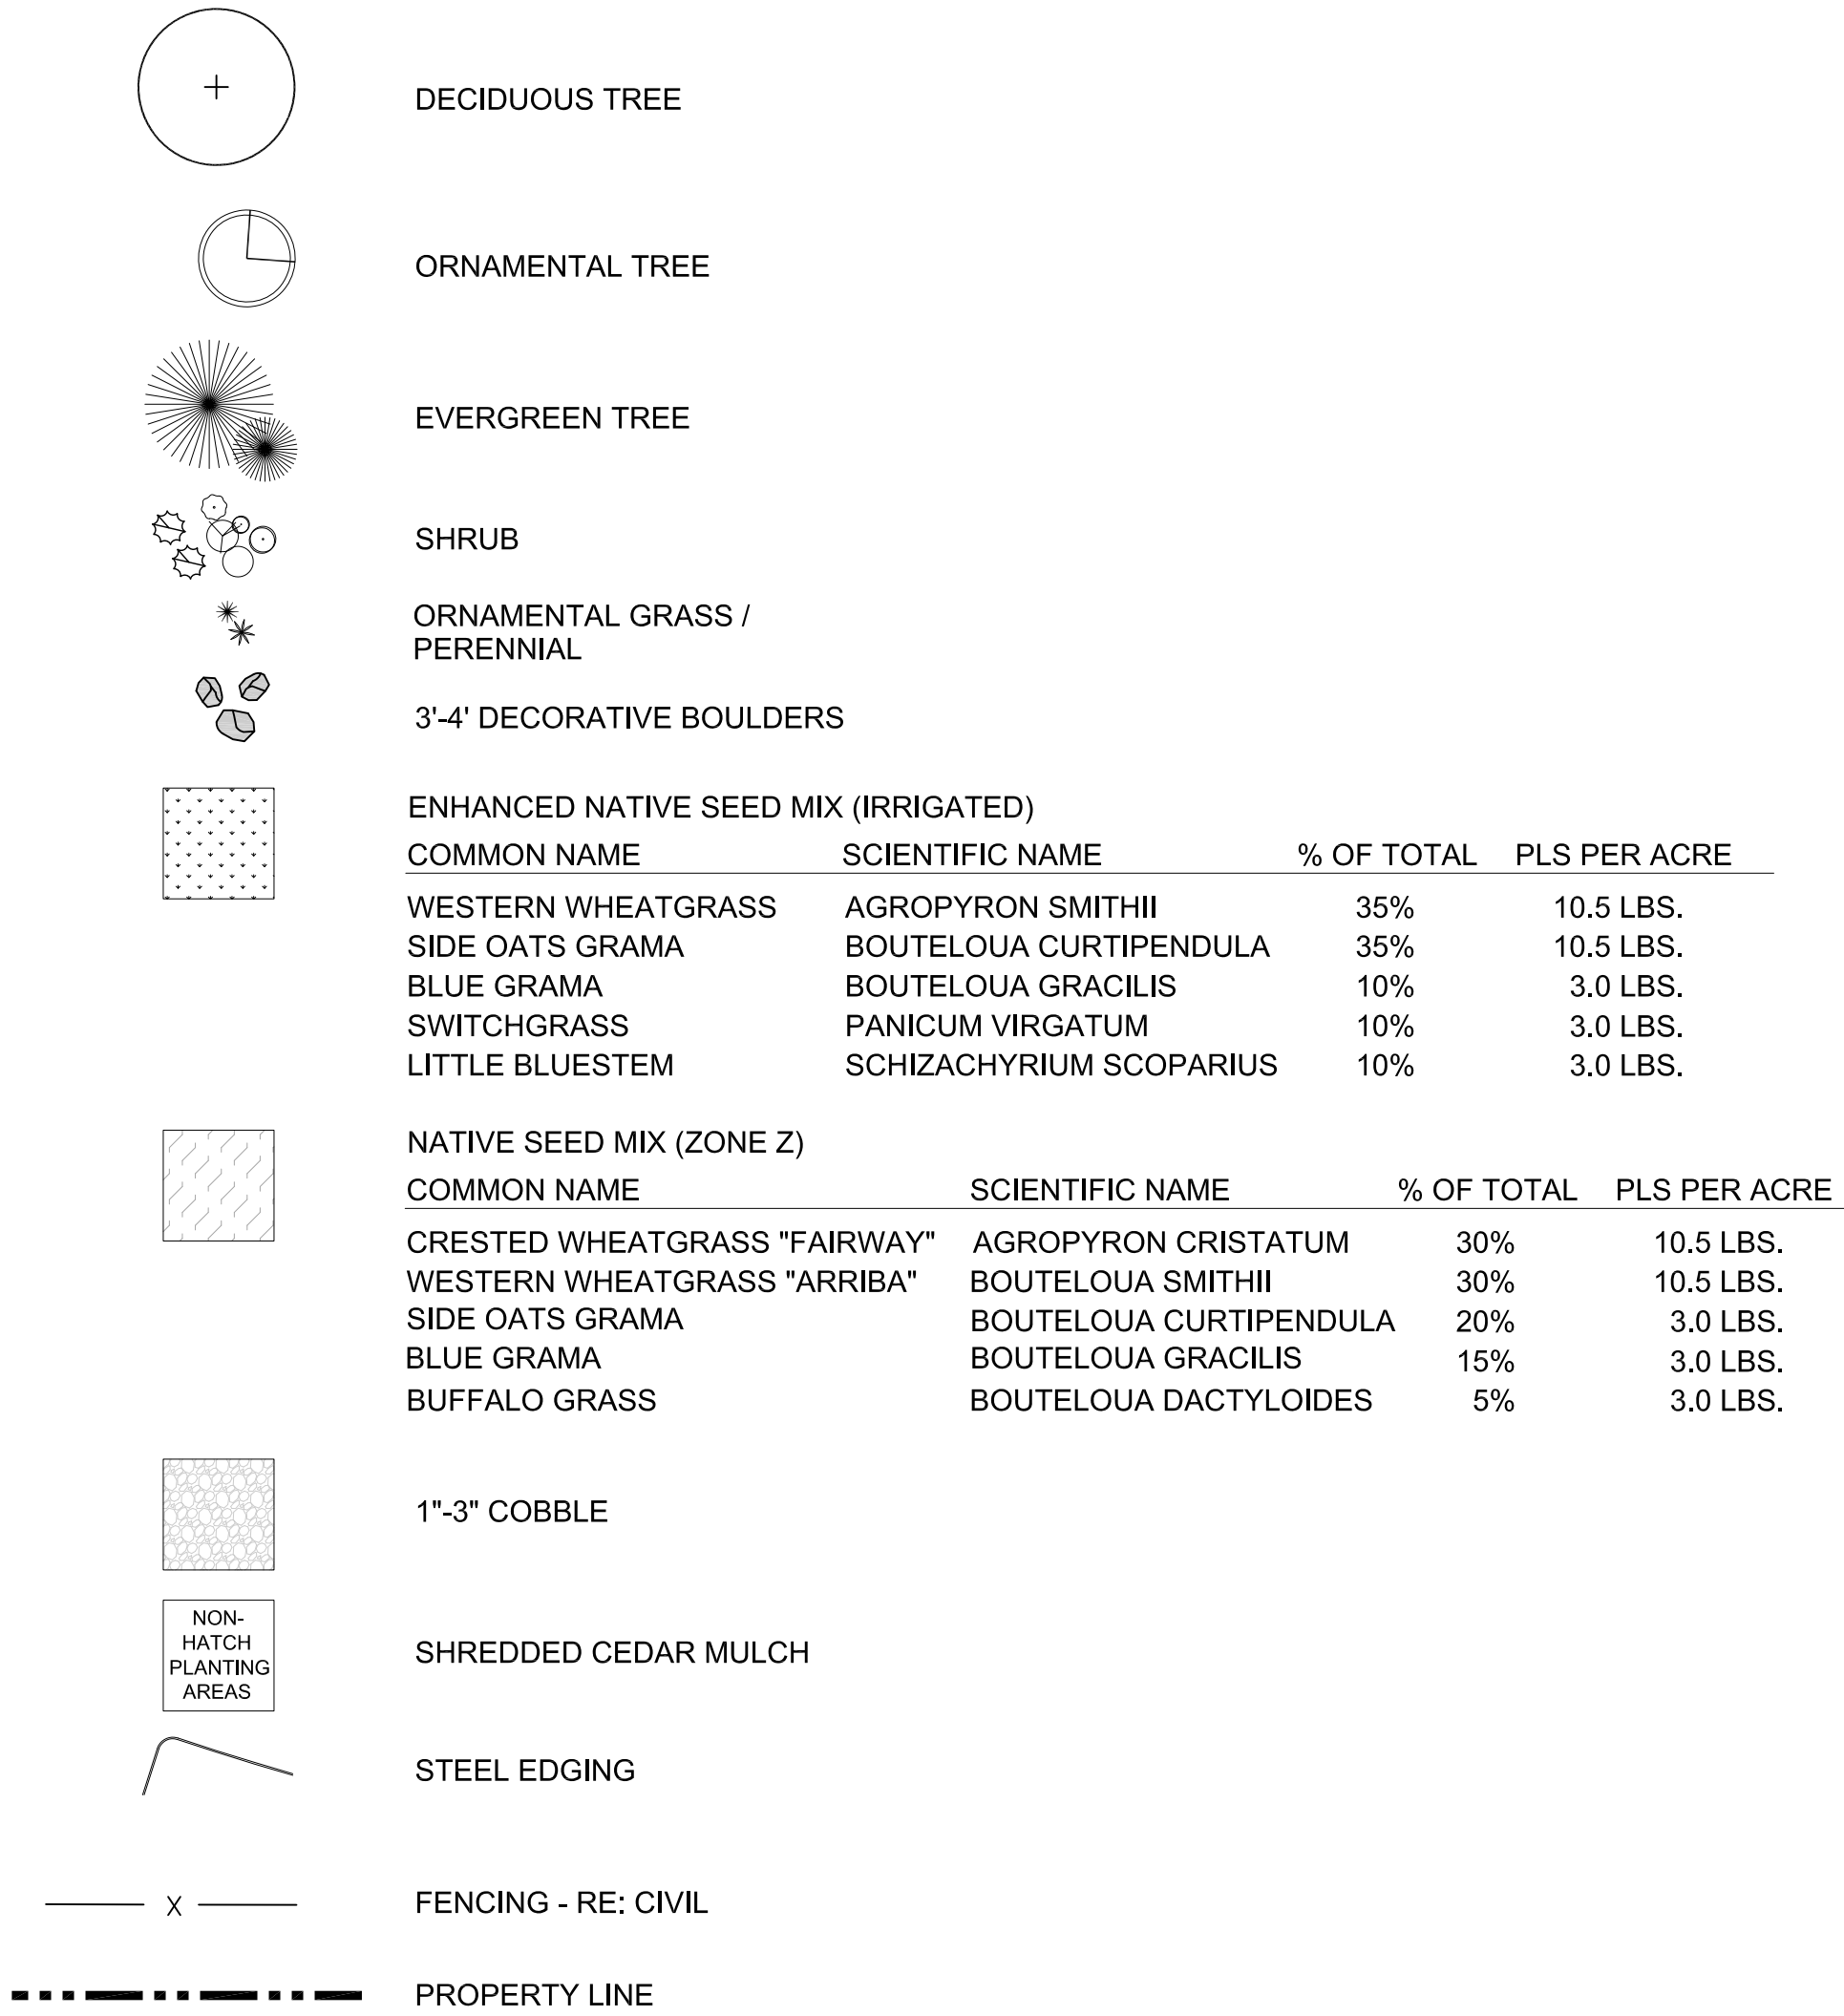 DECIDUOUS TREE
ORNAMENTAL TREE
EVERGREEN TREE
SHRUB
ORNAMENTAL GRASS /
PERENNIAL
3'-4' DECORATIVE BOULDERS
ENHANCED NATIVE SEED MIX (IRRIGATED)
COMMON NAME SCIENTIFIC NAME % OF TOTAL PLS PER ACRE
WESTERN WHEATGRASS AGROPYRON SMITHII 35% 10.5 LBS.
SIDE OATS GRAMA BOUTELOUA CURTIPENDULA 35% 10.5 LBS.
BLUE GRAMA BOUTELOUA GRACILIS 10% 3.0 LBS.
SWITCHGRASS PANICUM VIRGATUM 10% 3.0 LBS.
LITTLE BLUESTEM SCHIZACHYRIUM SCOPARIUS 10% 3.0 LBS.
NATIVE SEED MIX (ZONE Z)
COMMON NAME SCIENTIFIC NAME % OF TOTAL PLS PER ACRE
CRESTED WHEATGRASS "FAIRWAY" AGROPYRON CRISTATUM 30% 10.5 LBS.
WESTERN WHEATGRASS "ARRIBA" BOUTELOUA SMITHII 30% 10.5 LBS.
SIDE OATS GRAMA BOUTELOUA CURTIPENDULA 20% 3.0 LBS.
BLUE GRAMA BOUTELOUA GRACILIS 15% 3.0 LBS.
BUFFALO GRASS BOUTELOUA DACTYLOIDES 5% 3.0 LBS.
1"-3" COBBLE
NON-
HATCH
PLANTING
AREAS
SHREDDED CEDAR MULCH
STEEL EDGING
X FENCING - RE: CIVIL
PROPERTY LINE